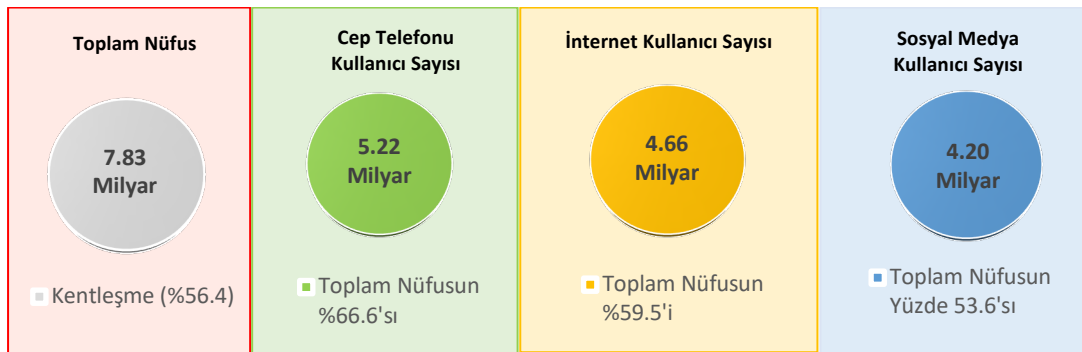 Toplam Nüfus
7.83
Milyar
Kentleşme (%56.4)
Cep Telefonu
Kullanıcı Sayısı
5.22
Milyar
Toplam Nüfusun
%66.6'sı
İnternet Kullanıcı Sayısı
4.66
Milyar
Toplam Nüfusun
%59.5'i
Sosyal Medya
Kullanıcı Sayısı
4.20
Milyar
Toplam Nüfusun
Yüzde 53.6'sı